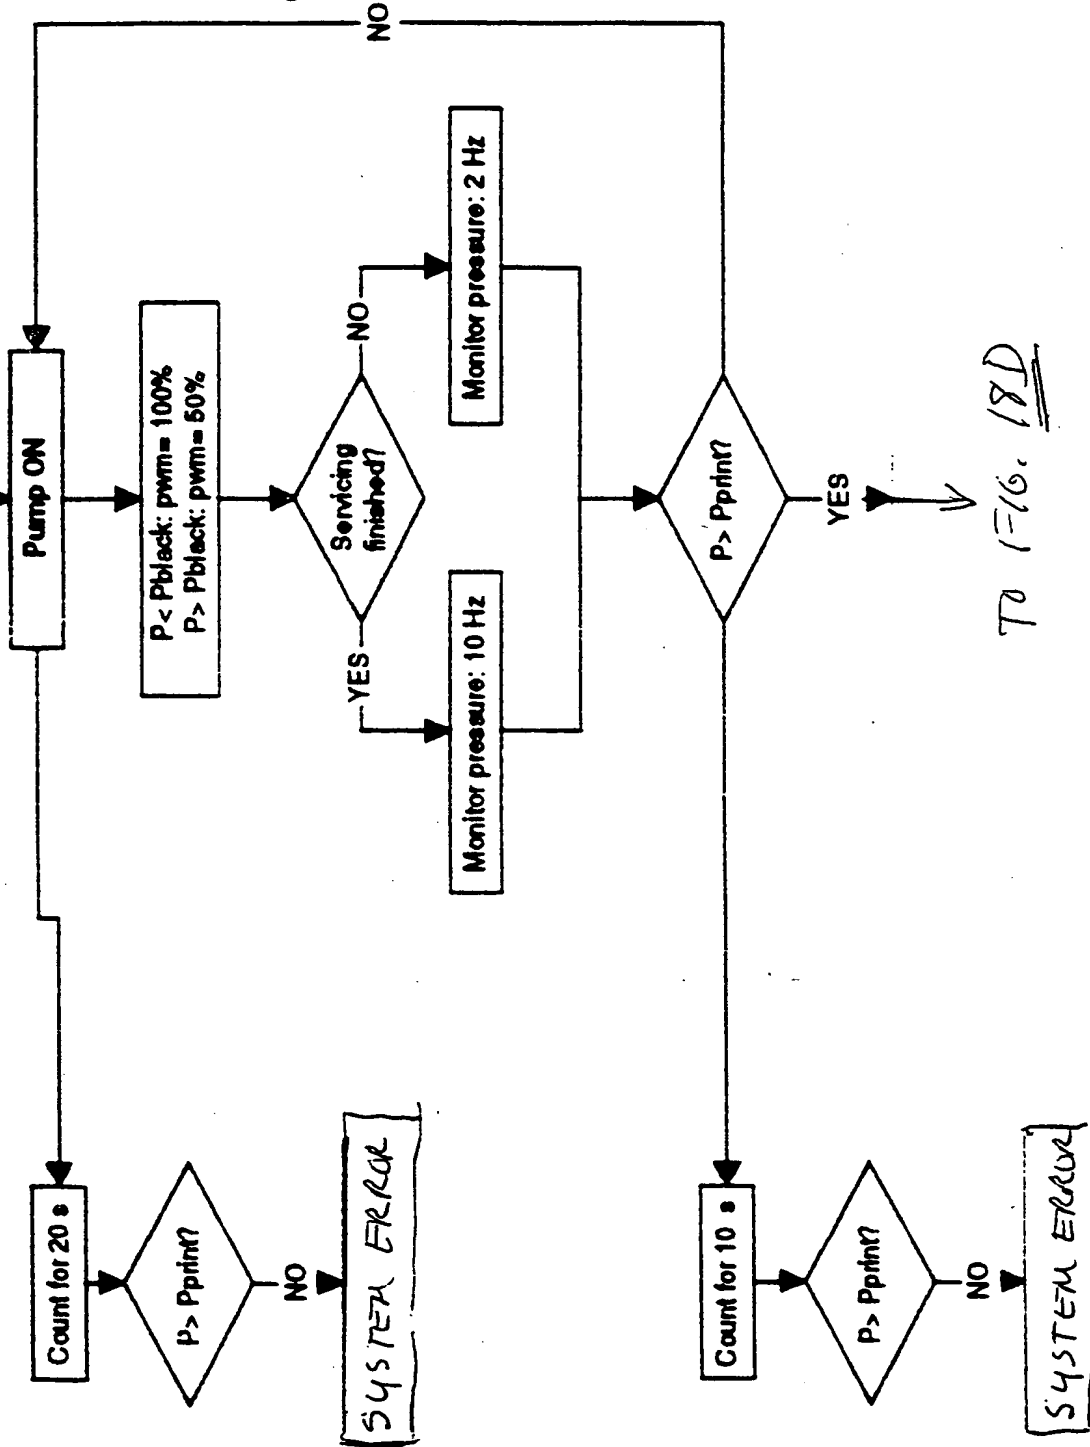 Pump ON
P< Pblack: pwm= 100%
P> Pblack: pwm= 50%
Servicing
finished?
YES
NO
Monitor pressure: 10 Hz
Monitor pressure: 2 Hz
P> Pprint?
NO
YES
TO FIG. 18D
Count for 20 s
P> Pprint?
NO
SYSTEM ERROR
Count for 10 s
P> Pprint?
NO
SYSTEM ERROR